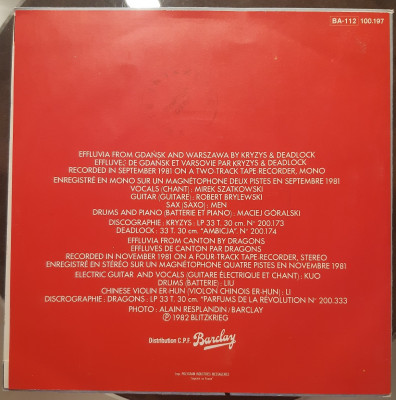 BA-112 100.197
EFFLUVIA FROM GDAŃSK AND WARSZAWA BY KRYZYS & DEADLOCK
EFFLUVES DE GDAŃSK ET VARSOVIE PAR KRYZYS & DEADLOCK
RECORDED IN SEPTEMBER 1981 ON A TWO TRACK TAPE RECORDER, MONO
ENREGISTRÉ EN MONO SUR UN MAGNÉTOPHONE DEUX PISTES EN SEPTEMBRE 1981
VOCALS (CHANT) : MIREK SZATKOWSKI
GUITAR (GUITARE) : ROBERT BRYLEWSKI
SAX (SAXO) : MEN
DRUMS AND PIANO (BATTERIE ET PIANO) : MACIEJ GÓRALSKI
DISCOGRAPHIE : KRYZYS : LP 33 T. 30 cm. N° 200.173
DEADLOCK : 33 T. 30 cm. "AMBICJA" N° 200.174
EFFLUVIA FROM CANTON BY DRAGONS
EFFLUVES DE CANTON PAR DRAGONS
RECORDED IN NOVEMBER 1981 ON A FOUR-TRACK TAPE RECORDER, STEREO
ENREGISTRÉ EN STÉRÉO SUR UN MAGNÉTOPHONE QUATRE PISTES EN NOVEMBRE 1981
ELECTRIC GUITAR AND VOCALS (GUITARE ÉLECTRIQUE ET CHANT) : KUO
DRUMS (BATTERIE) : LIU
CHINESE VIOLIN ER-HUN (VIOLON CHINOIS ER-HUN) : LI
DISCROGRAPHIE : DRAGONS : LP 33 T. 30 cm. "PARFUMS DE LA RÉVOLUTION N° 200.333
PHOTO : ALAIN RESPLANDIN / BARCLAY
℗ 1982 BLITZKRIEG
Distribution C.P.F. Barclay